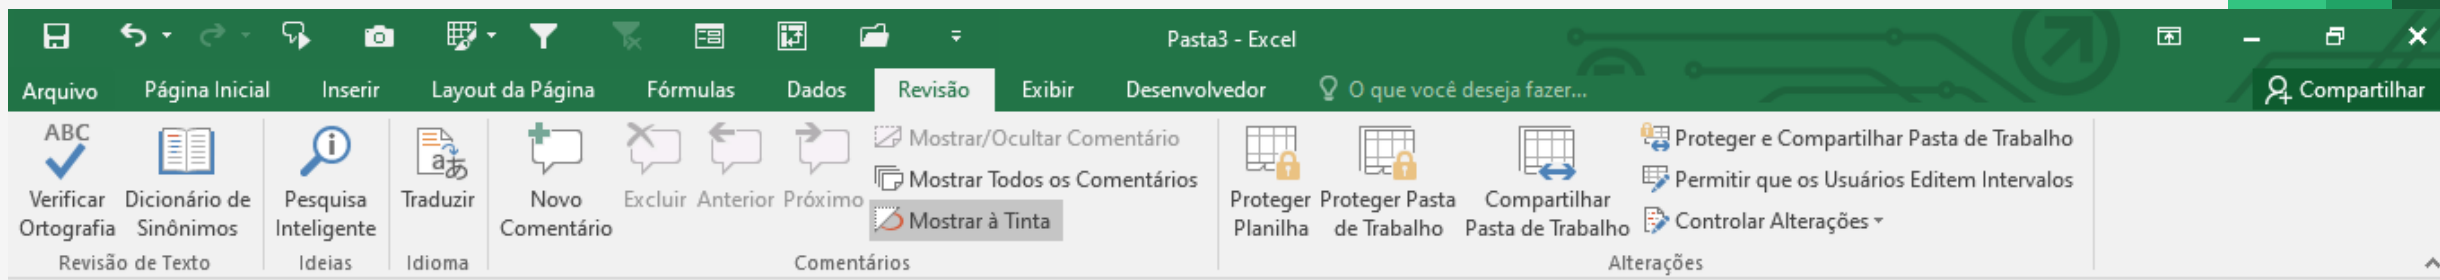 Pasta3 - Excel
Arquivo Página Inicial Inserir Layout da Página Fórmulas Dados Revisão Exibir Desenvolvedor O que você deseja fazer... Compartilhar
ABC
Verificar Ortografia
Dicionário de Sinônimos
Pesquisa Inteligente
aあ
Traduzir
Novo Comentário
Excluir Anterior Próximo
Mostrar/Ocultar Comentário
Mostrar Todos os Comentários
Mostrar à Tinta
Proteger Planilha
Proteger Pasta de Trabalho
Compartilhar Pasta de Trabalho
Proteger e Compartilhar Pasta de Trabalho
Permitir que os Usuários Editem Intervalos
Controlar Alterações
Revisão de Texto Ideias Idioma Comentários Alterações